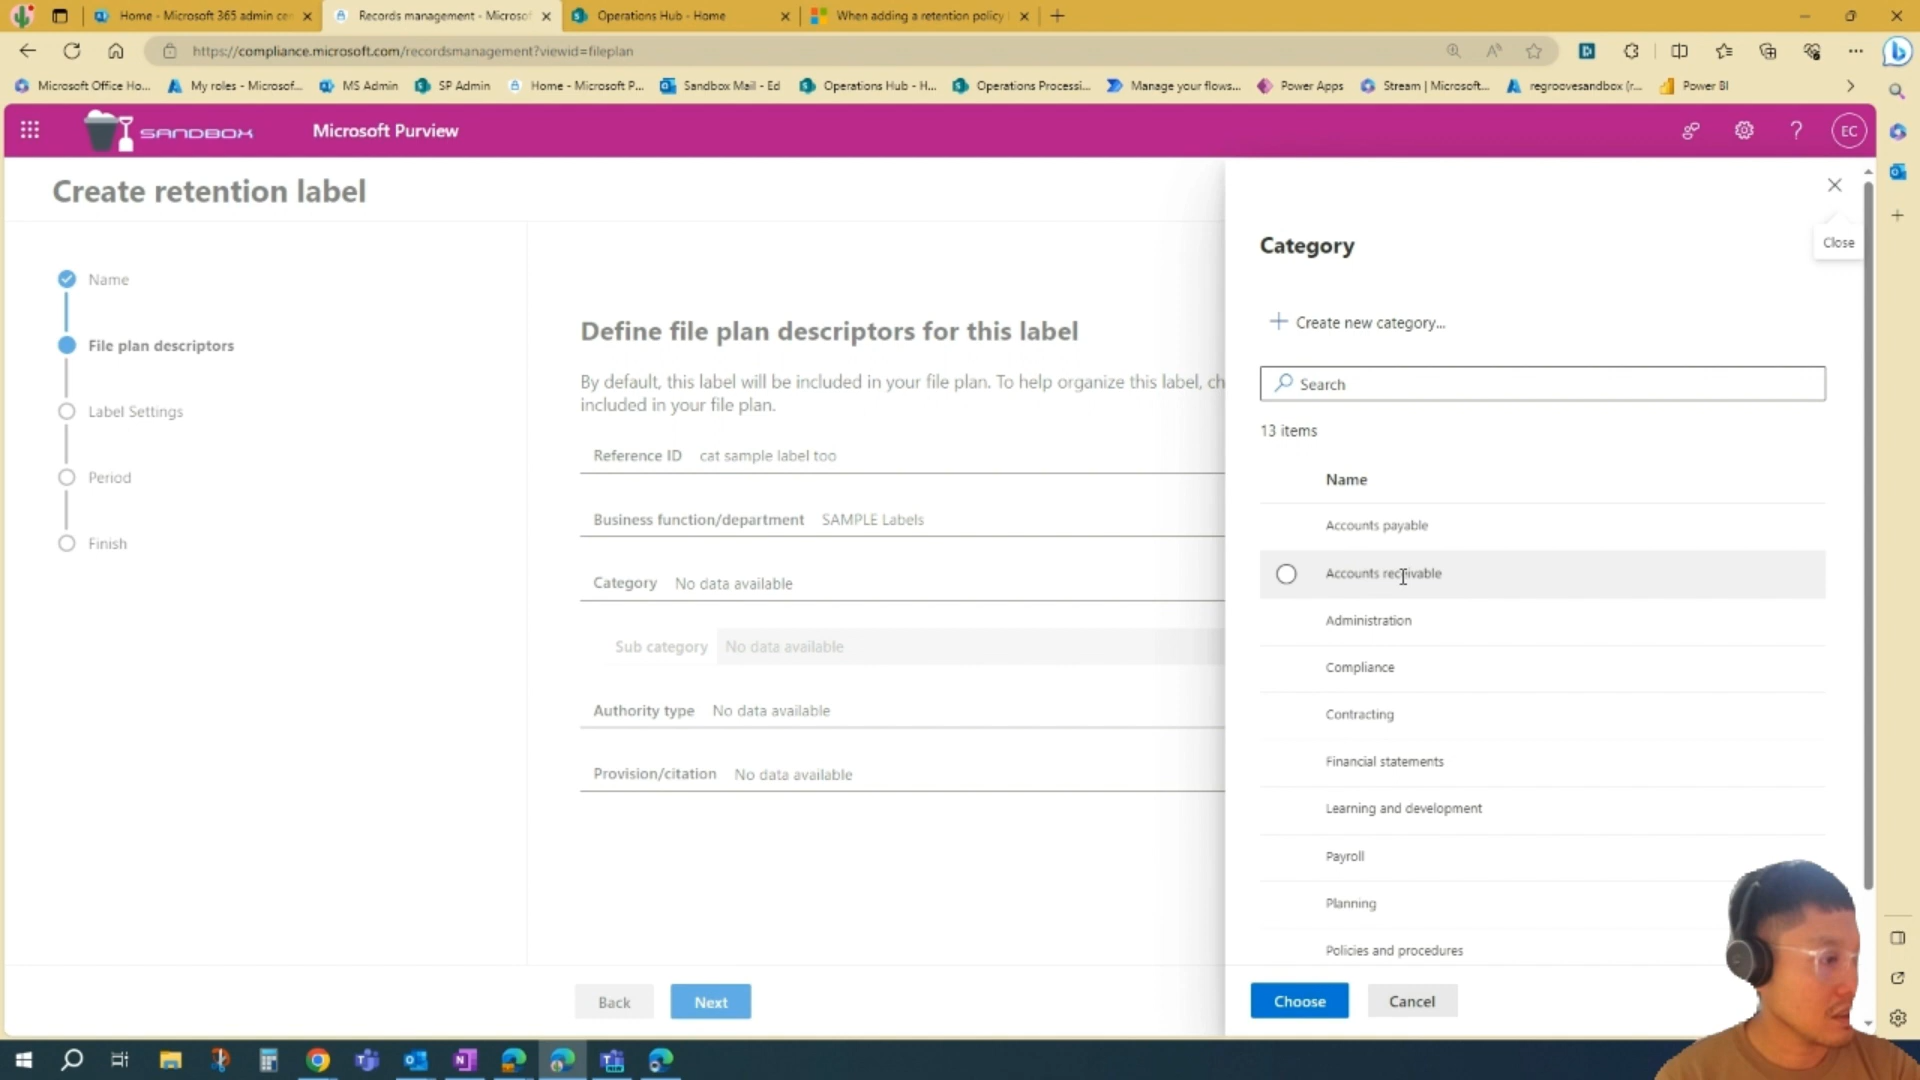 Home - Microsoft 365 admin ce
Records management - Microsof
Operations Hub - Home
When adding a retention policy
https://compliance.microsoft.com/recordsmanagement?viewid=fileplan
Microsoft Office Ho...
My roles - Microsof...
MS Admin
SP Admin
Home - Microsoft P...
Sandbox Mail - Ed
Operations Hub - H...
Operations Processi...
Manage your flows...
Power Apps
Stream | Microsoft...
regroovesandbox (r...
Power BI
SANDBOX
Microsoft Purview
?
EC
Create retention label
Name
File plan descriptors
Label Settings
Period
Finish
Define file plan descriptors for this label
By default, this label will be included in your file plan. To help organize this label, ch
included in your file plan.
Reference ID cat sample label too
Business function/department SAMPLE Labels
Category No data available
Sub category No data available
Authority type No data available
Provision/citation No data available
Back
Next
Close
Category
Create new category...
Search
13 items
Name
Accounts payable
Accounts receivable
Administration
Compliance
Contracting
Financial statements
Learning and development
Payroll
Planning
Policies and procedures
Choose
Cancel